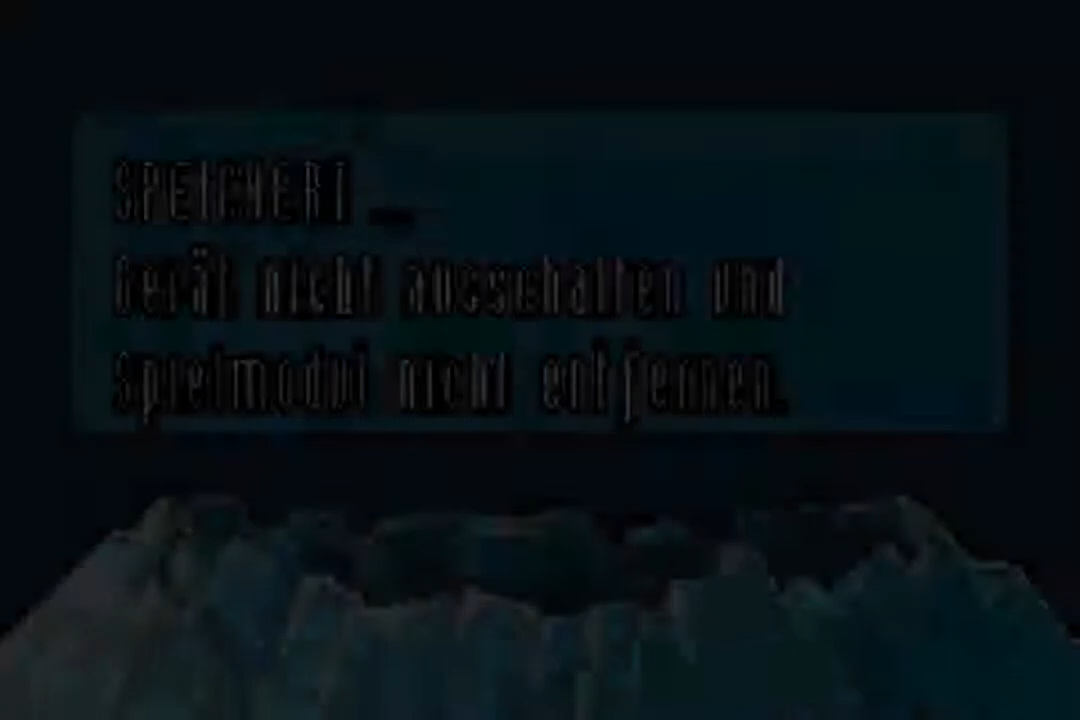 SPEICHERT...
Gerät nicht ausschalten und
Spielmodul nicht entfernen.